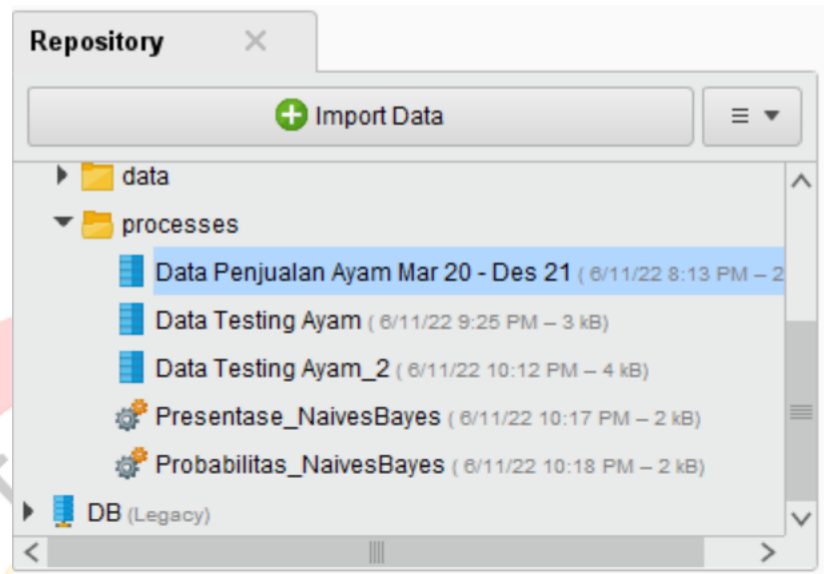 Repository
Import Data
data
processes
Data Penjualan Ayam Mar 20 - Des 21 ( 6/11/22 8:13 PM – 2
Data Testing Ayam ( 6/11/22 9:25 PM – 3 kB)
Data Testing Ayam_2 ( 6/11/22 10:12 PM – 4 kB)
Presentase_NaivesBayes ( 6/11/22 10:17 PM – 2 kB)
Probabilitas_NaivesBayes ( 6/11/22 10:18 PM – 2 kB)
DB (Legacy)